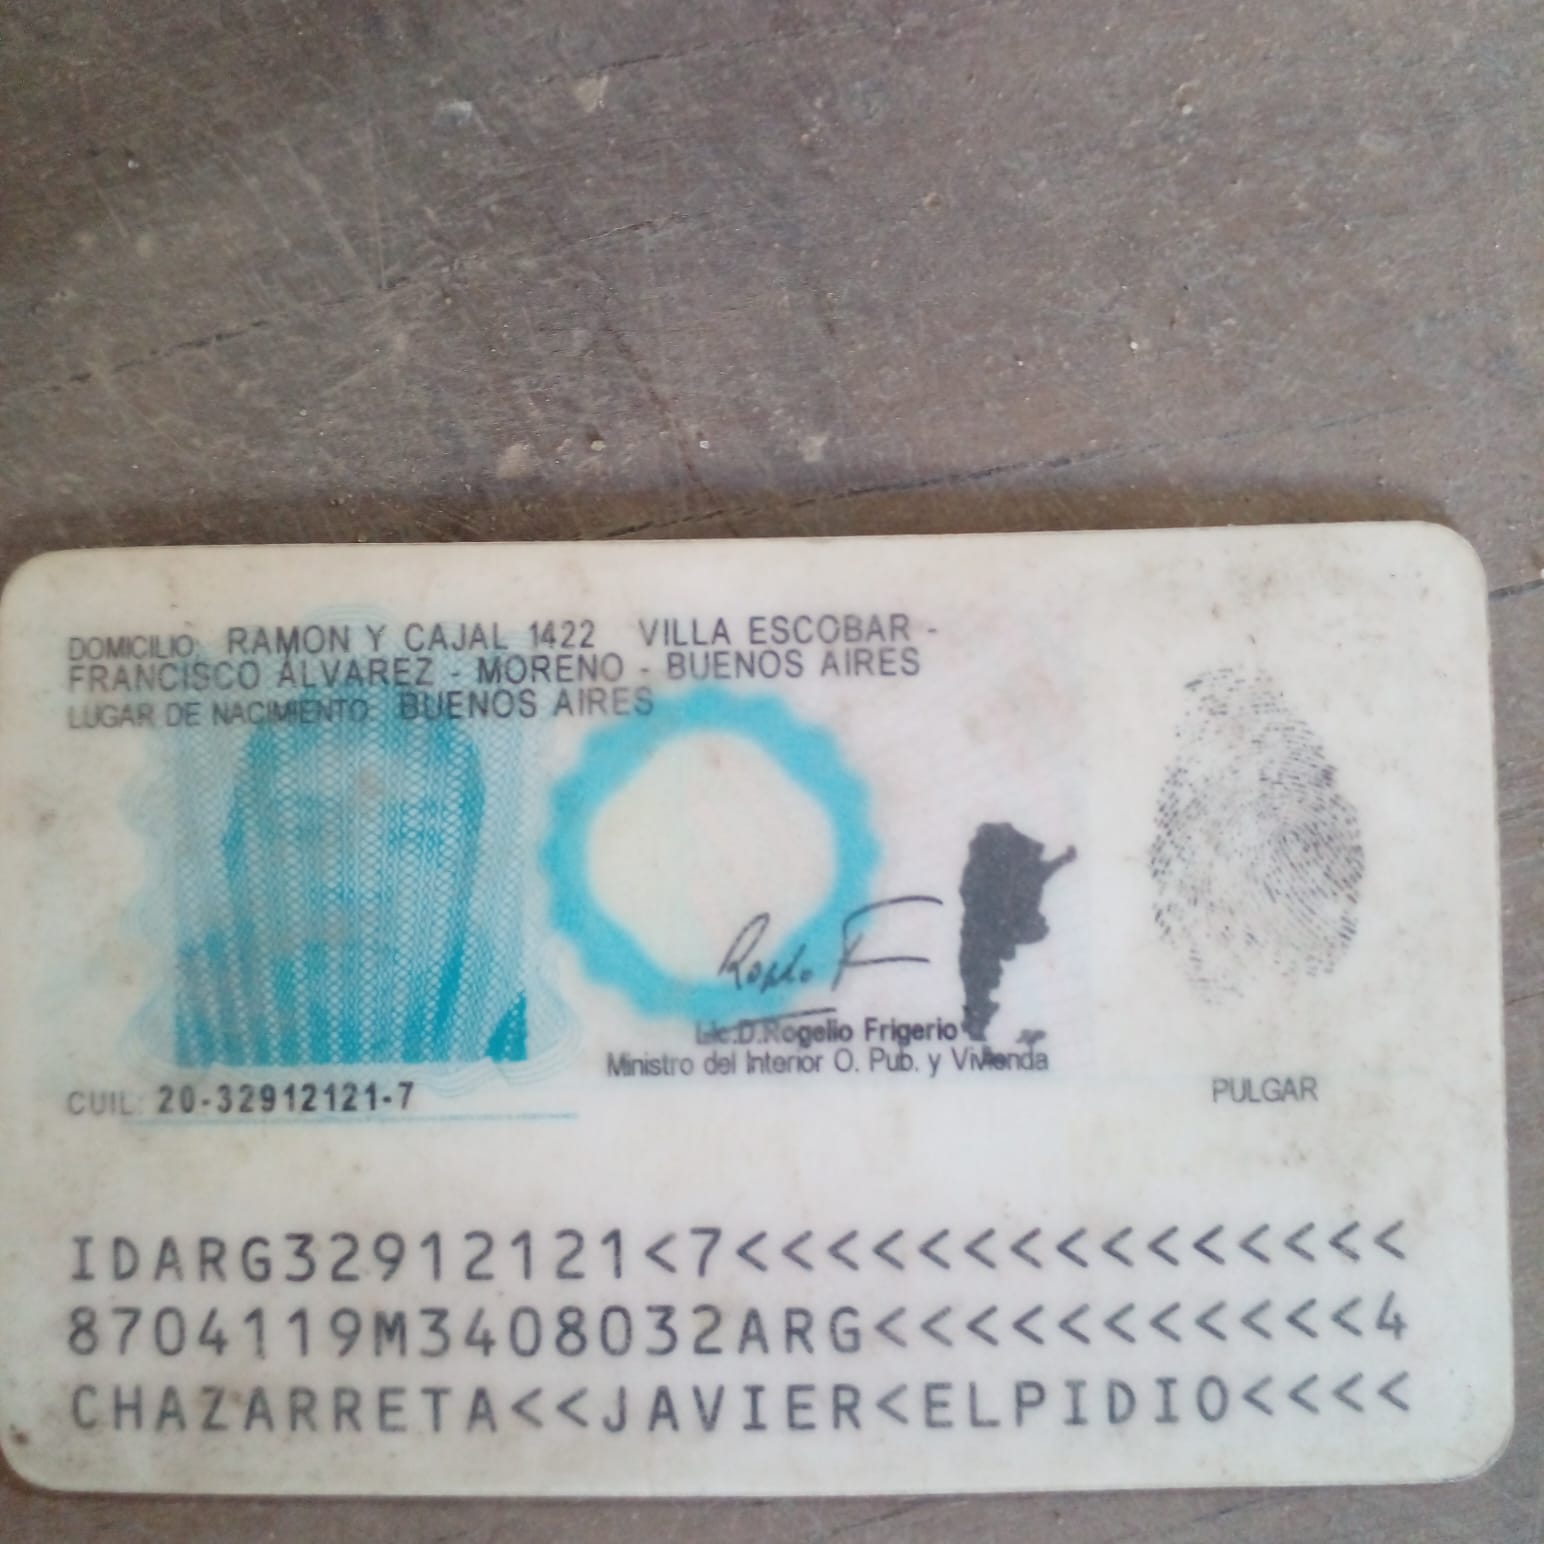 DOMICILIO: RAMON Y CAJAL 1422 VILLA ESCOBAR -
FRANCISCO ALVAREZ - MORENO - BUENOS AIRES
LUGAR DE NACIMIENTO: BUENOS AIRES
Lic.D.Rogelio Frigerio
Ministro del Interior O. Pub. y Vivienda
CUIL: 20-32912121-7
PULGAR
IDARG32912121<7<<<<<<<<<<<<<<<
8704119M3408032ARG<<<<<<<<<<<4
CHAZARRETA<<JAVIER<ELPIDIO<<<<